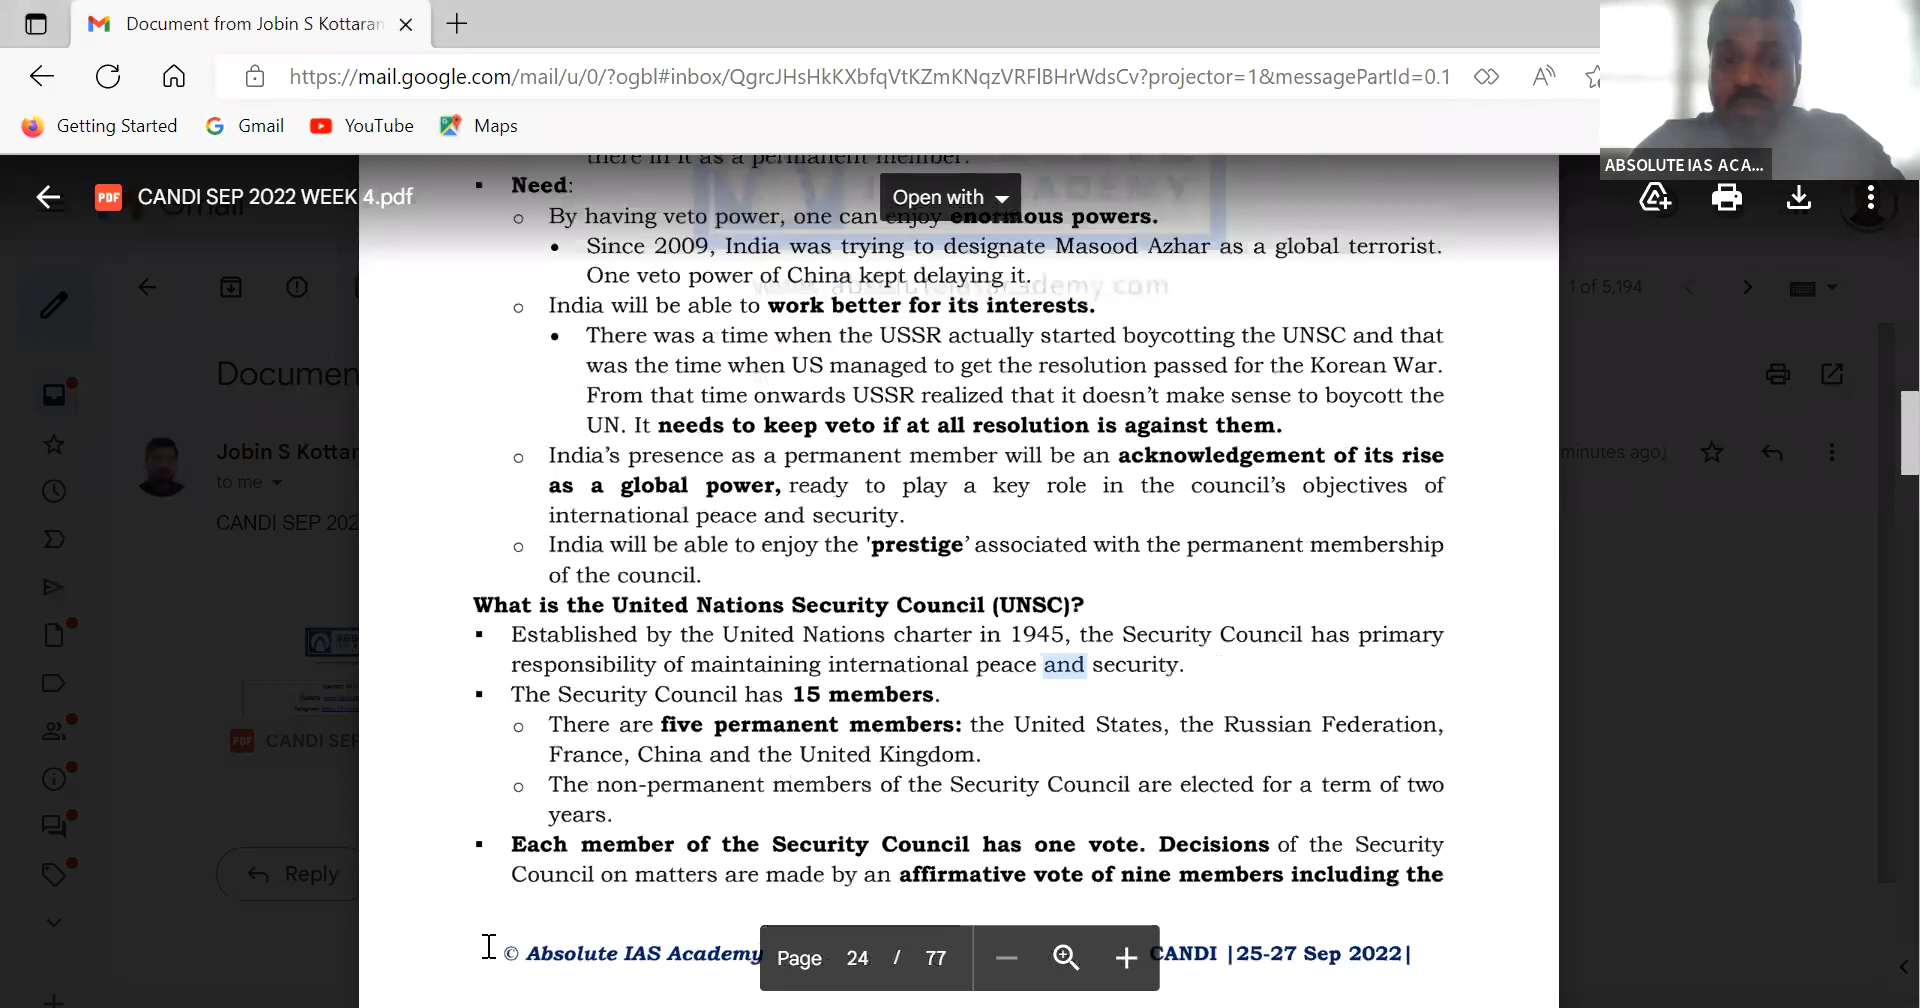 Document from Jobin S Kottaran
https://mail.google.com/mail/u/0/?ogbl#inbox/QgrcJHsHkKXbfqVtKZmKNqzVRFlBHrWdsCv?projector=1&messagePartId=0.1
Getting Started
Gmail
YouTube
Maps
ABSOLUTE IAS ACA...
there in it as a permanent member.
PDF
CANDI SEP 2022 WEEK 4.pdf
Open with
▪ Need:
o By having veto power, one can enjoy enormous powers.
• Since 2009, India was trying to designate Masood Azhar as a global terrorist.
One veto power of China kept delaying it.
o India will be able to work better for its interests.
• There was a time when the USSR actually started boycotting the UNSC and that
was the time when US managed to get the resolution passed for the Korean War.
From that time onwards USSR realized that it doesn’t make sense to boycott the
UN. It needs to keep veto if at all resolution is against them.
o India’s presence as a permanent member will be an acknowledgement of its rise
as a global power, ready to play a key role in the council’s objectives of
international peace and security.
o India will be able to enjoy the 'prestige’ associated with the permanent membership
of the council.
What is the United Nations Security Council (UNSC)?
▪ Established by the United Nations charter in 1945, the Security Council has primary
responsibility of maintaining international peace and security.
▪ The Security Council has 15 members.
o There are five permanent members: the United States, the Russian Federation,
France, China and the United Kingdom.
o The non-permanent members of the Security Council are elected for a term of two
years.
▪ Each member of the Security Council has one vote. Decisions of the Security
Council on matters are made by an affirmative vote of nine members including the
© Absolute IAS Academy
CANDI |25-27 Sep 2022|
Page 24 / 77
1 of 5,194
Documen
Jobin S Kottar
to me
minutes ago)
CANDI SEP 202
PDF CANDI SEP
Reply